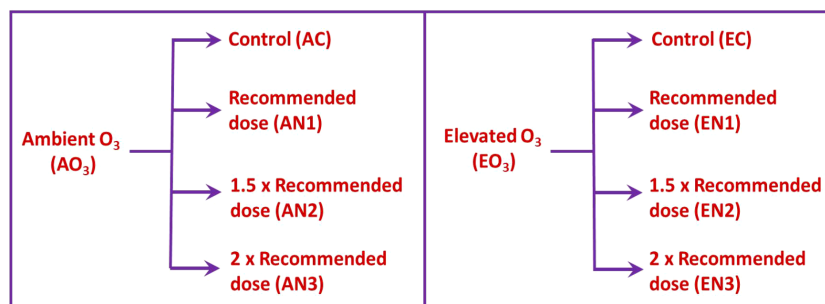 Ambient O₃
(AO₃)
Control (AC)
Recommended
dose (AN1)
1.5 x Recommended
dose (AN2)
2 x Recommended
dose (AN3)
Elevated O₃
(EO₃)
Control (EC)
Recommended
dose (EN1)
1.5 x Recommended
dose (EN2)
2 x Recommended
dose (EN3)